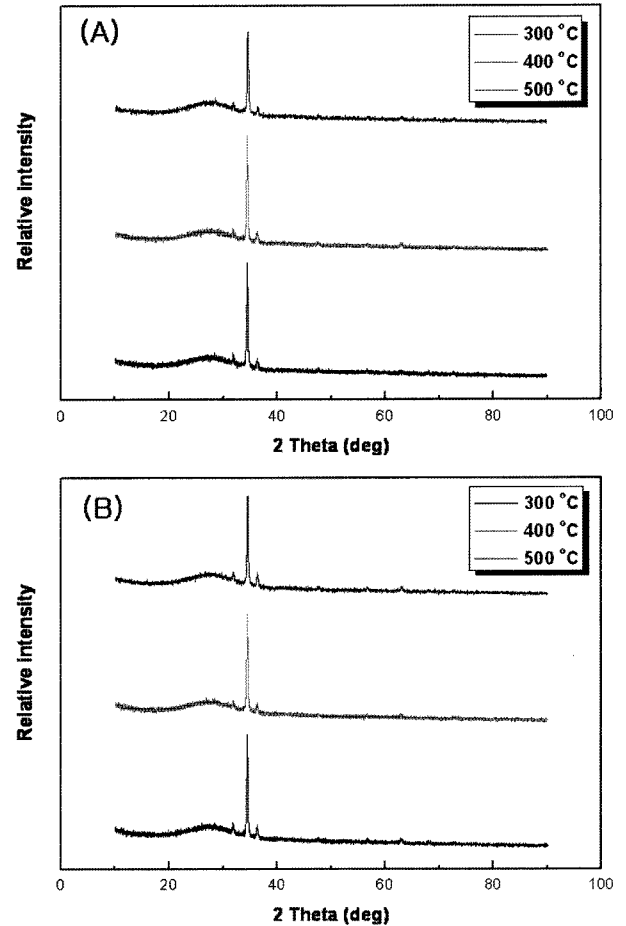 (A)
300 °C
400 °C
500 °C
Relative intensity
0 20 40 60 80 100
2 Theta (deg)
(B)
300 °C
400 °C
500 °C
Relative intensity
0 20 40 60 80 100
2 Theta (deg)